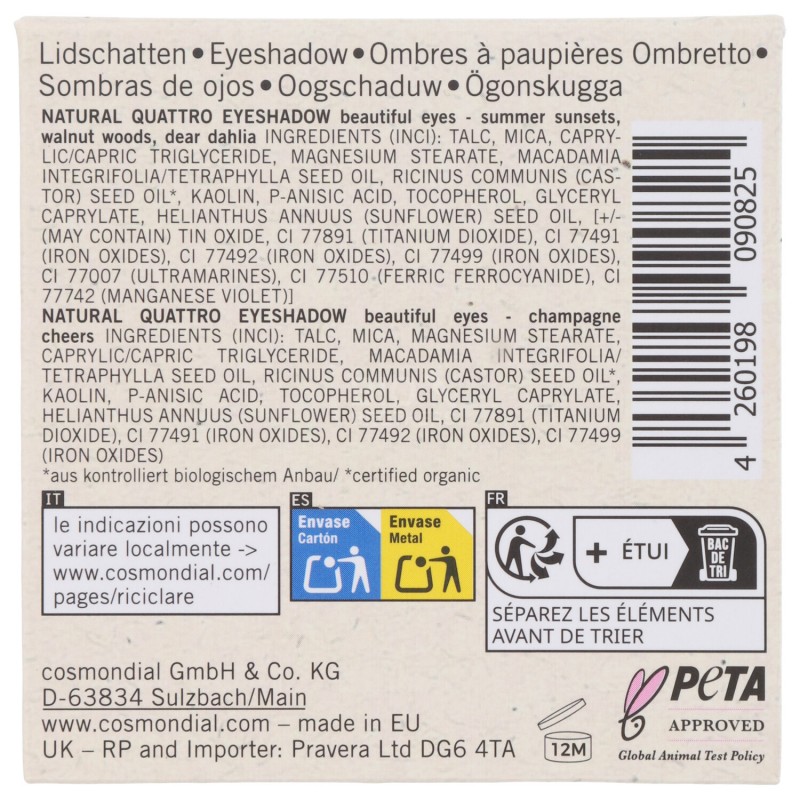 Lidschatten • Eyeshadow • Ombres à paupières Ombretto •
Sombras de ojos • Oogschaduw • Ögonskugga
NATURAL QUATTRO EYESHADOW beautiful eyes - summer sunsets,
walnut woods, dear dahlia INGREDIENTS (INCI): TALC, MICA, CAPRY-
LIC/CAPRIC TRIGLYCERIDE, MAGNESIUM STEARATE, MACADAMIA
INTEGRIFOLIA/TETRAPHYLLA SEED OIL, RICINUS COMMUNIS (CAS-
TOR) SEED OIL*, KAOLIN, P-ANISIC ACID, TOCOPHEROL, GLYCERYL
CAPRYLATE, HELIANTHUS ANNUUS (SUNFLOWER) SEED OIL, [+/-
(MAY CONTAIN) TIN OXIDE, CI 77891 (TITANIUM DIOXIDE), CI 77491
(IRON OXIDES), CI 77492 (IRON OXIDES), CI 77499 (IRON OXIDES),
CI 77007 (ULTRAMARINES), CI 77510 (FERRIC FERROCYANIDE), CI
77742 (MANGANESE VIOLET)]
NATURAL QUATTRO EYESHADOW beautiful eyes - champagne
cheers INGREDIENTS (INCI): TALC, MICA, MAGNESIUM STEARATE,
CAPRYLIC/CAPRIC TRIGLYCERIDE, MACADAMIA INTEGRIFOLIA/
TETRAPHYLLA SEED OIL, RICINUS COMMUNIS (CASTOR) SEED OIL*,
KAOLIN, P-ANISIC ACID, TOCOPHEROL, GLYCERYL CAPRYLATE,
HELIANTHUS ANNUUS (SUNFLOWER) SEED OIL, CI 77891 (TITANIUM
DIOXIDE), CI 77491 (IRON OXIDES), CI 77492 (IRON OXIDES), CI 77499
(IRON OXIDES)
*aus kontrolliert biologischem Anbau/ *certified organic
4 260198 090825
IT
le indicazioni possono
variare localmente ->
www.cosmondial.com/
pages/riciclare
ES
Envase
Cartón
Envase
Metal
FR
+ ÉTUI
BAC
DE
TRI
SÉPAREZ LES ÉLÉMENTS
AVANT DE TRIER
cosmondial GmbH & Co. KG
D-63834 Sulzbach/Main
www.cosmondial.com – made in EU
UK - RP and Importer: Pravera Ltd DG6 4TA
12M
PETA
APPROVED
Global Animal Test Policy